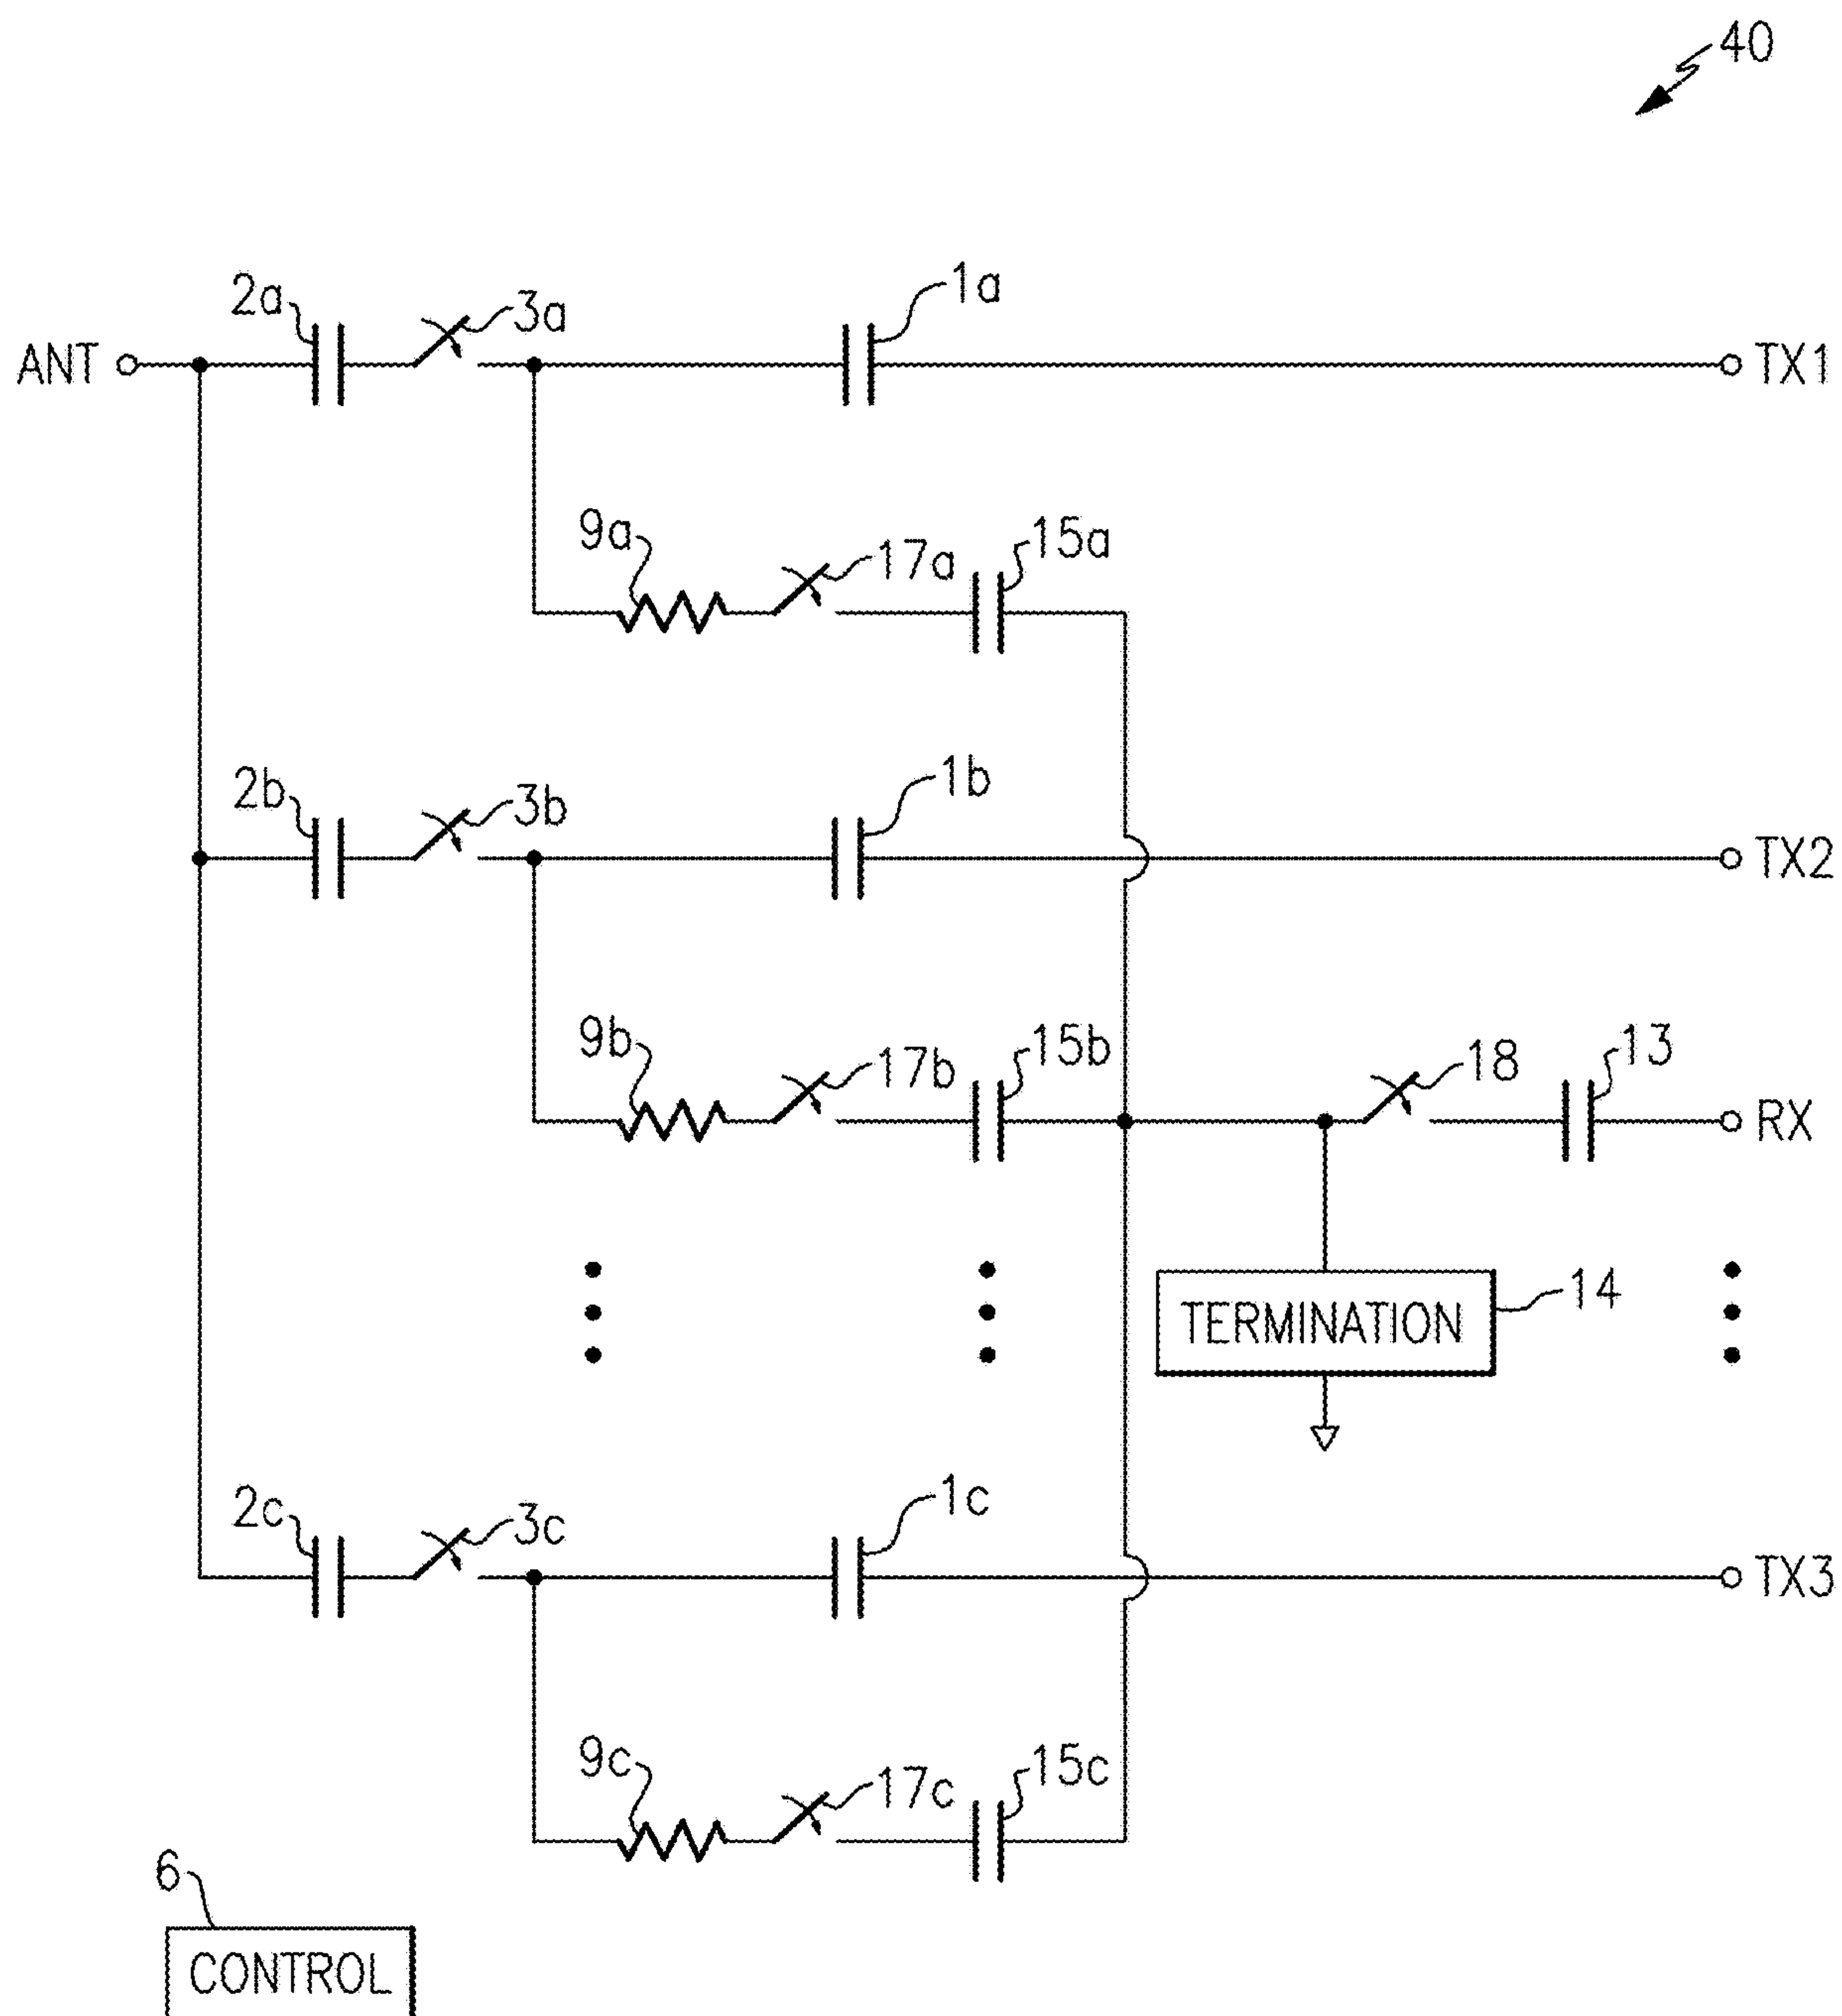 40
2a
3a
1a
ANT
TX1
9a
17a
15a
2b
3b
1b
TX2
9b
17b
15b
18
13
RX
TERMINATION
14
2c
3c
1c
TX3
9c
17c
15c
6
CONTROL